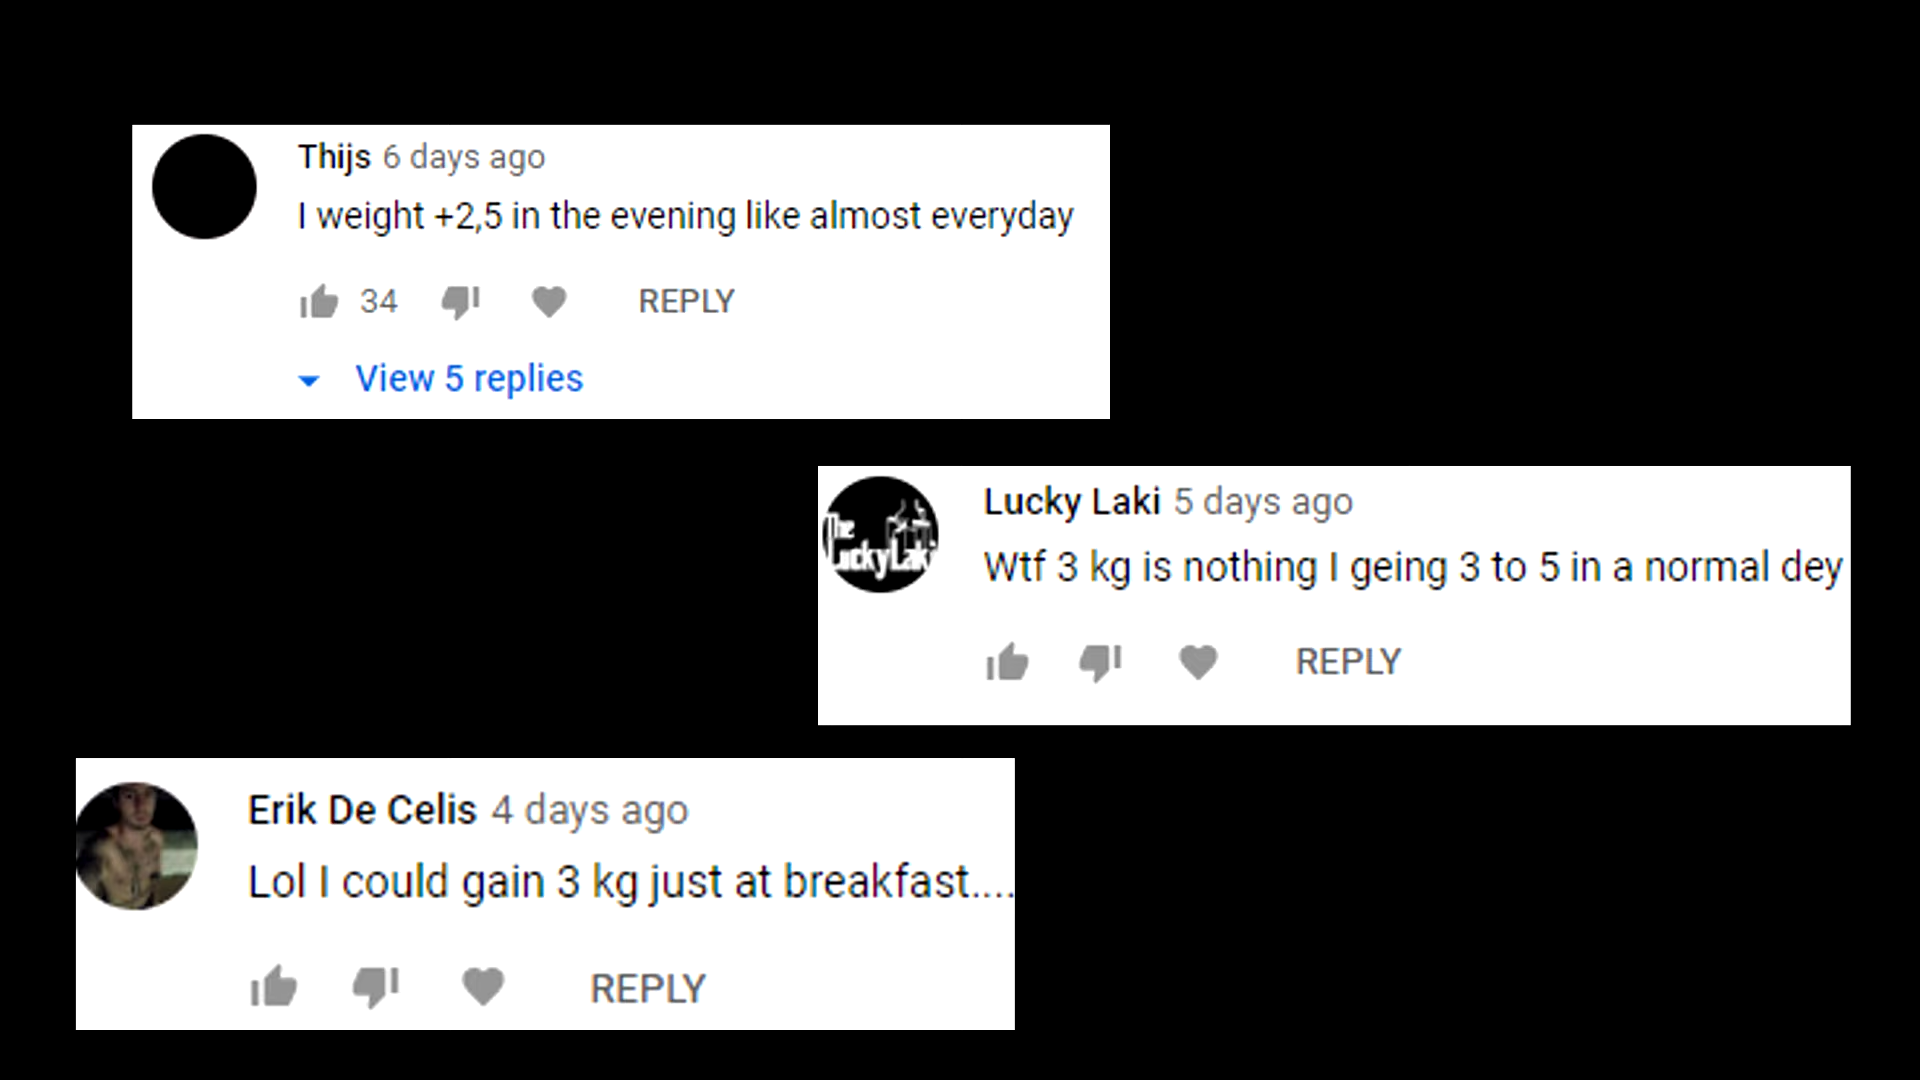 Thijs 6 days ago
I weight +2,5 in the evening like almost everyday
34 REPLY
View 5 replies
The
LuckyLaki
Lucky Laki 5 days ago
Wtf 3 kg is nothing I geing 3 to 5 in a normal dey
REPLY
Erik De Celis 4 days ago
Lol I could gain 3 kg just at breakfast....
REPLY